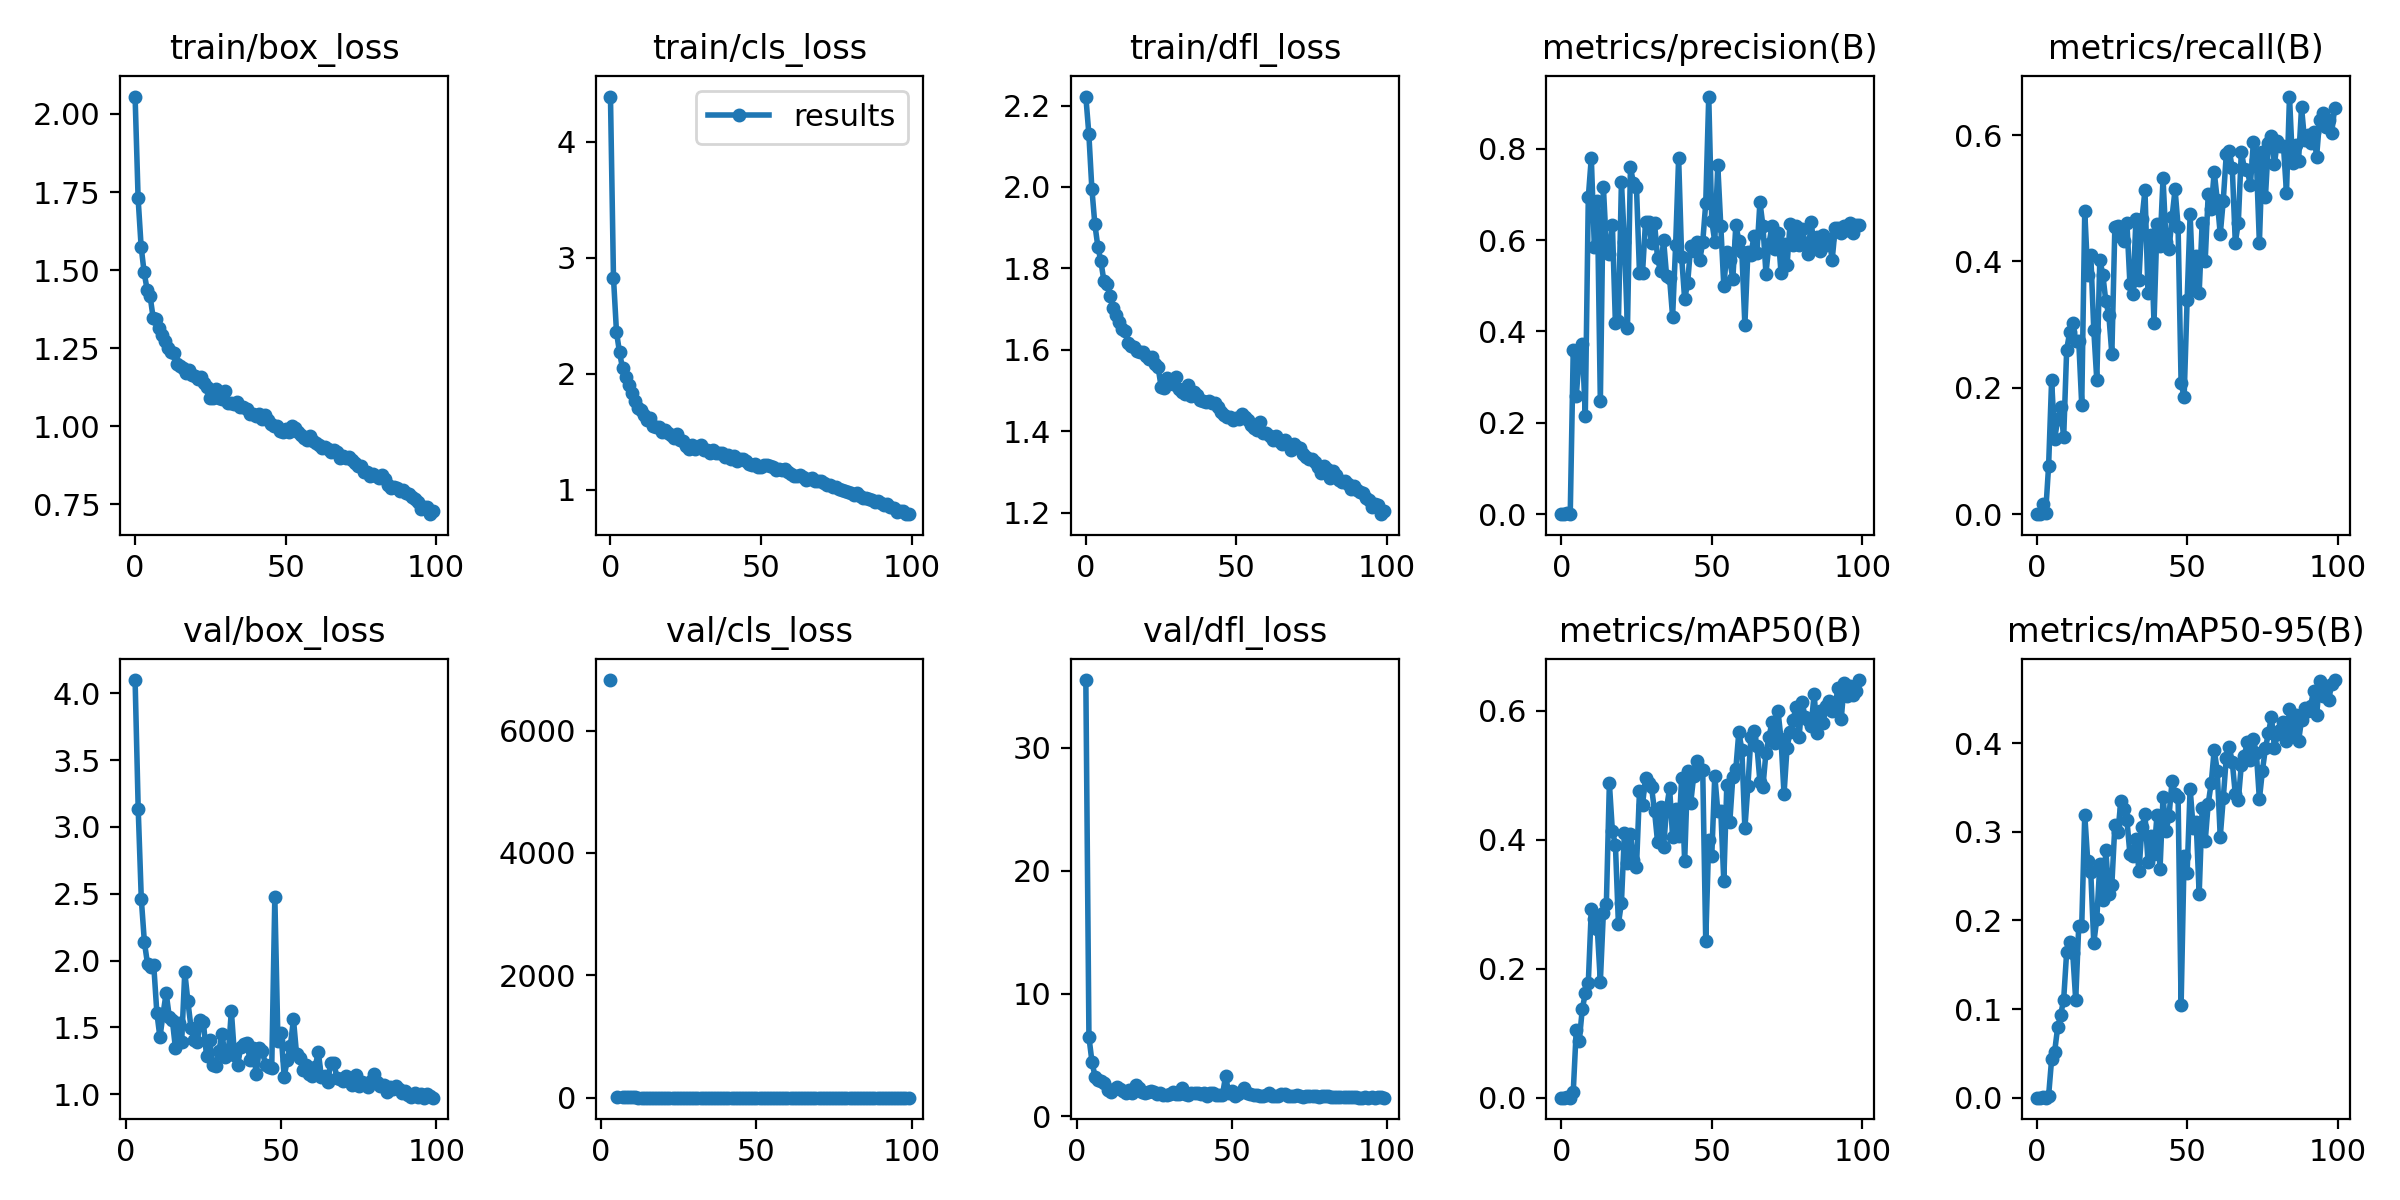 train/box_loss
2.00
1.75
1.50
1.25
1.00
0.75
0 50 100
train/cls_loss
results
4
3
2
1
0 50 100
train/dfl_loss
2.2
2.0
1.8
1.6
1.4
1.2
0 50 100
metrics/precision(B)
0.8
0.6
0.4
0.2
0.0
0 50 100
metrics/recall(B)
0.6
0.4
0.2
0.0
0 50 100
val/box_loss
4.0
3.5
3.0
2.5
2.0
1.5
1.0
0 50 100
val/cls_loss
6000
4000
2000
0
0 50 100
val/dfl_loss
30
20
10
0
0 50 100
metrics/mAP50(B)
0.6
0.4
0.2
0.0
0 50 100
metrics/mAP50-95(B)
0.4
0.3
0.2
0.1
0.0
0 50 100